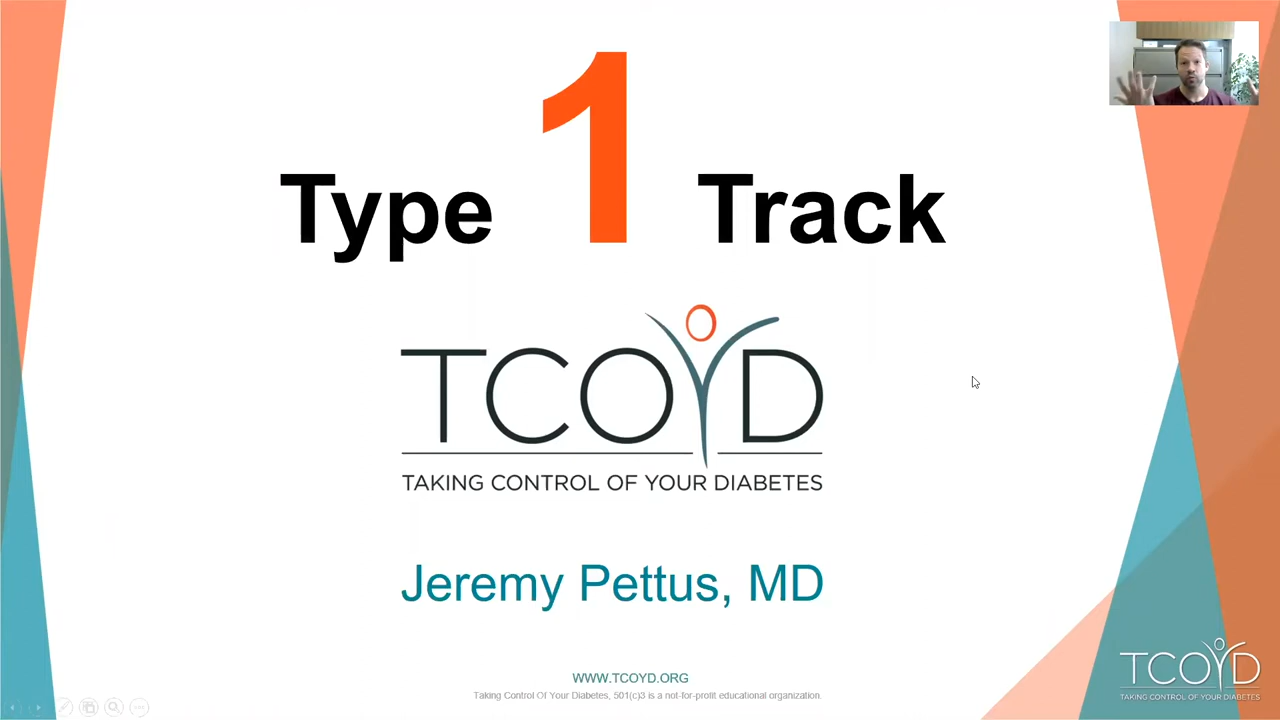 Type 1 Track
TCOYD
TAKING CONTROL OF YOUR DIABETES
Jeremy Pettus, MD
WWW.TCOYD.ORG
Taking Control Of Your Diabetes, 501(c)3 is a not-for-profit educational organization.
TCOYD
TAKING CONTROL OF YOUR DIABETES